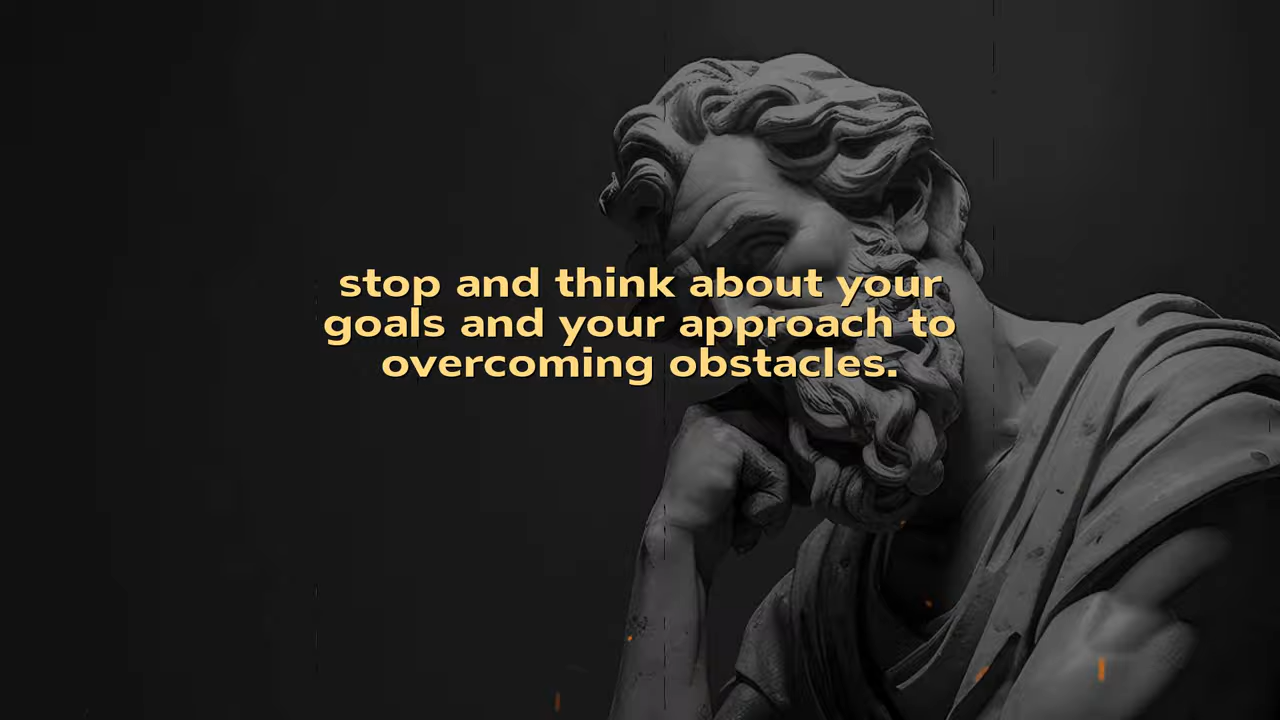 stop and think about your
goals and your approach to
overcoming obstacles.